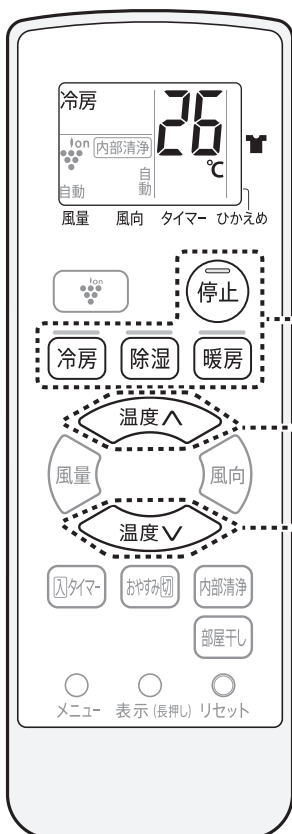 冷房 26℃
Ion 内部清浄
自動 自動
風量 風向 タイマー ひかえめ
Ion 停止
冷房 除湿 暖房
温度∧
風量 風向
温度∨
入タイマー おやすみ切 内部清浄
部屋干し
メニュー 表示(長押し) リセット